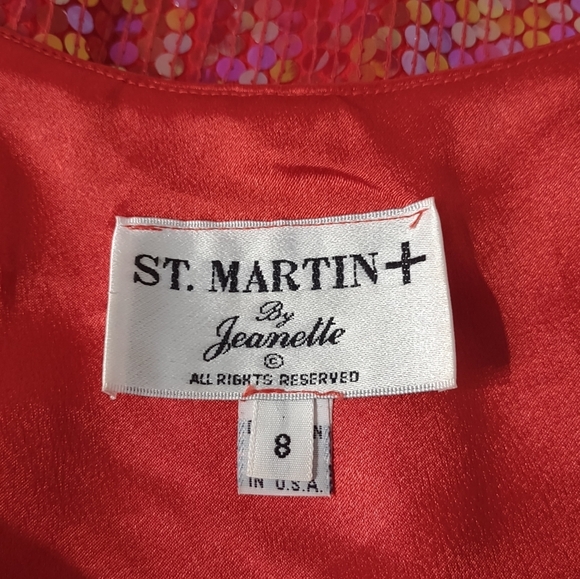 ST. MARTIN+
By
Jeanette
©
ALL RIGHTS RESERVED
8
IN U.S.A.